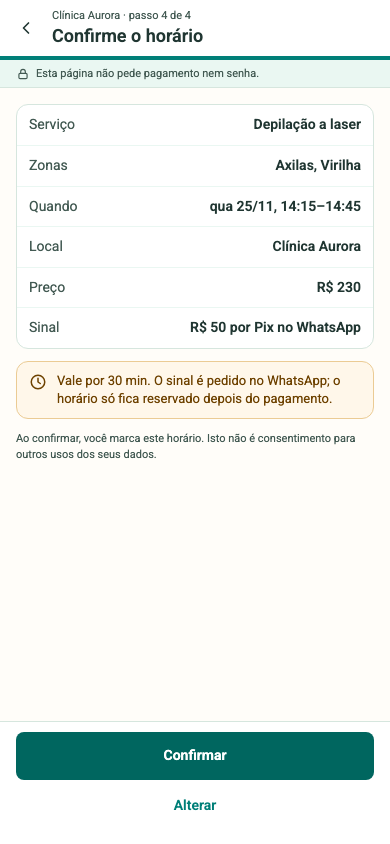 Clínica Aurora · passo 4 de 4
Confirme o horário
Esta página não pede pagamento nem senha.
Serviço Depilação a laser
Zonas Axilas, Virilha
Quando qua 25/11, 14:15–14:45
Local Clínica Aurora
Preço R$ 230
Sinal R$ 50 por Pix no WhatsApp
Vale por 30 min. O sinal é pedido no WhatsApp; o
horário só fica reservado depois do pagamento.
Ao confirmar, você marca este horário. Isto não é consentimento para
outros usos dos seus dados.
Confirmar
Alterar